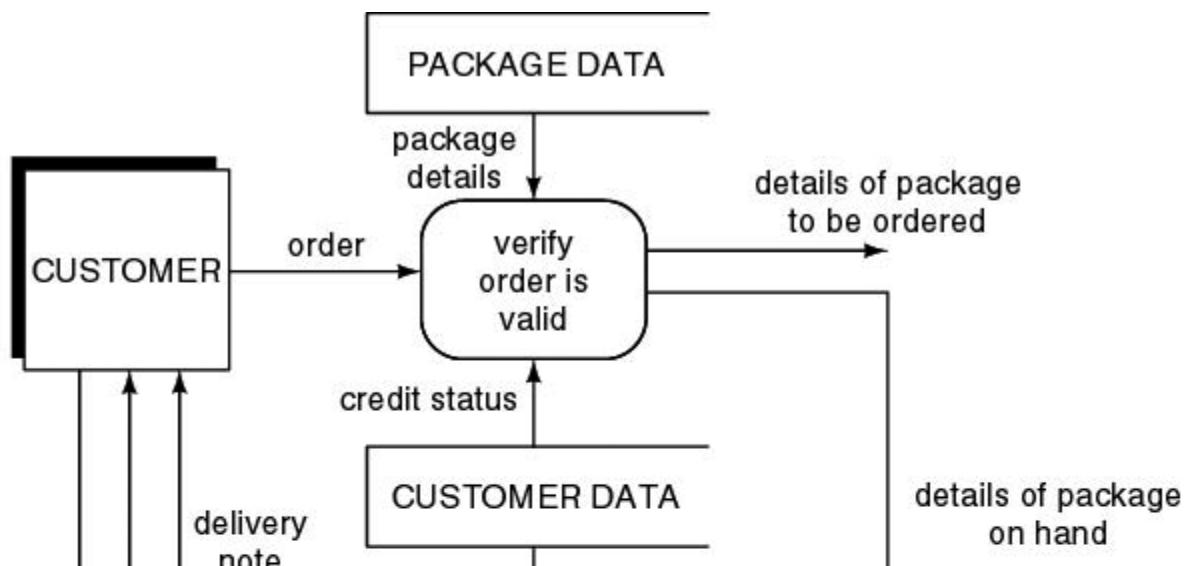 PACKAGE DATA
package
details
details of package
to be ordered
CUSTOMER
order
verify
order is
valid
credit status
CUSTOMER DATA
details of package
on hand
delivery
note